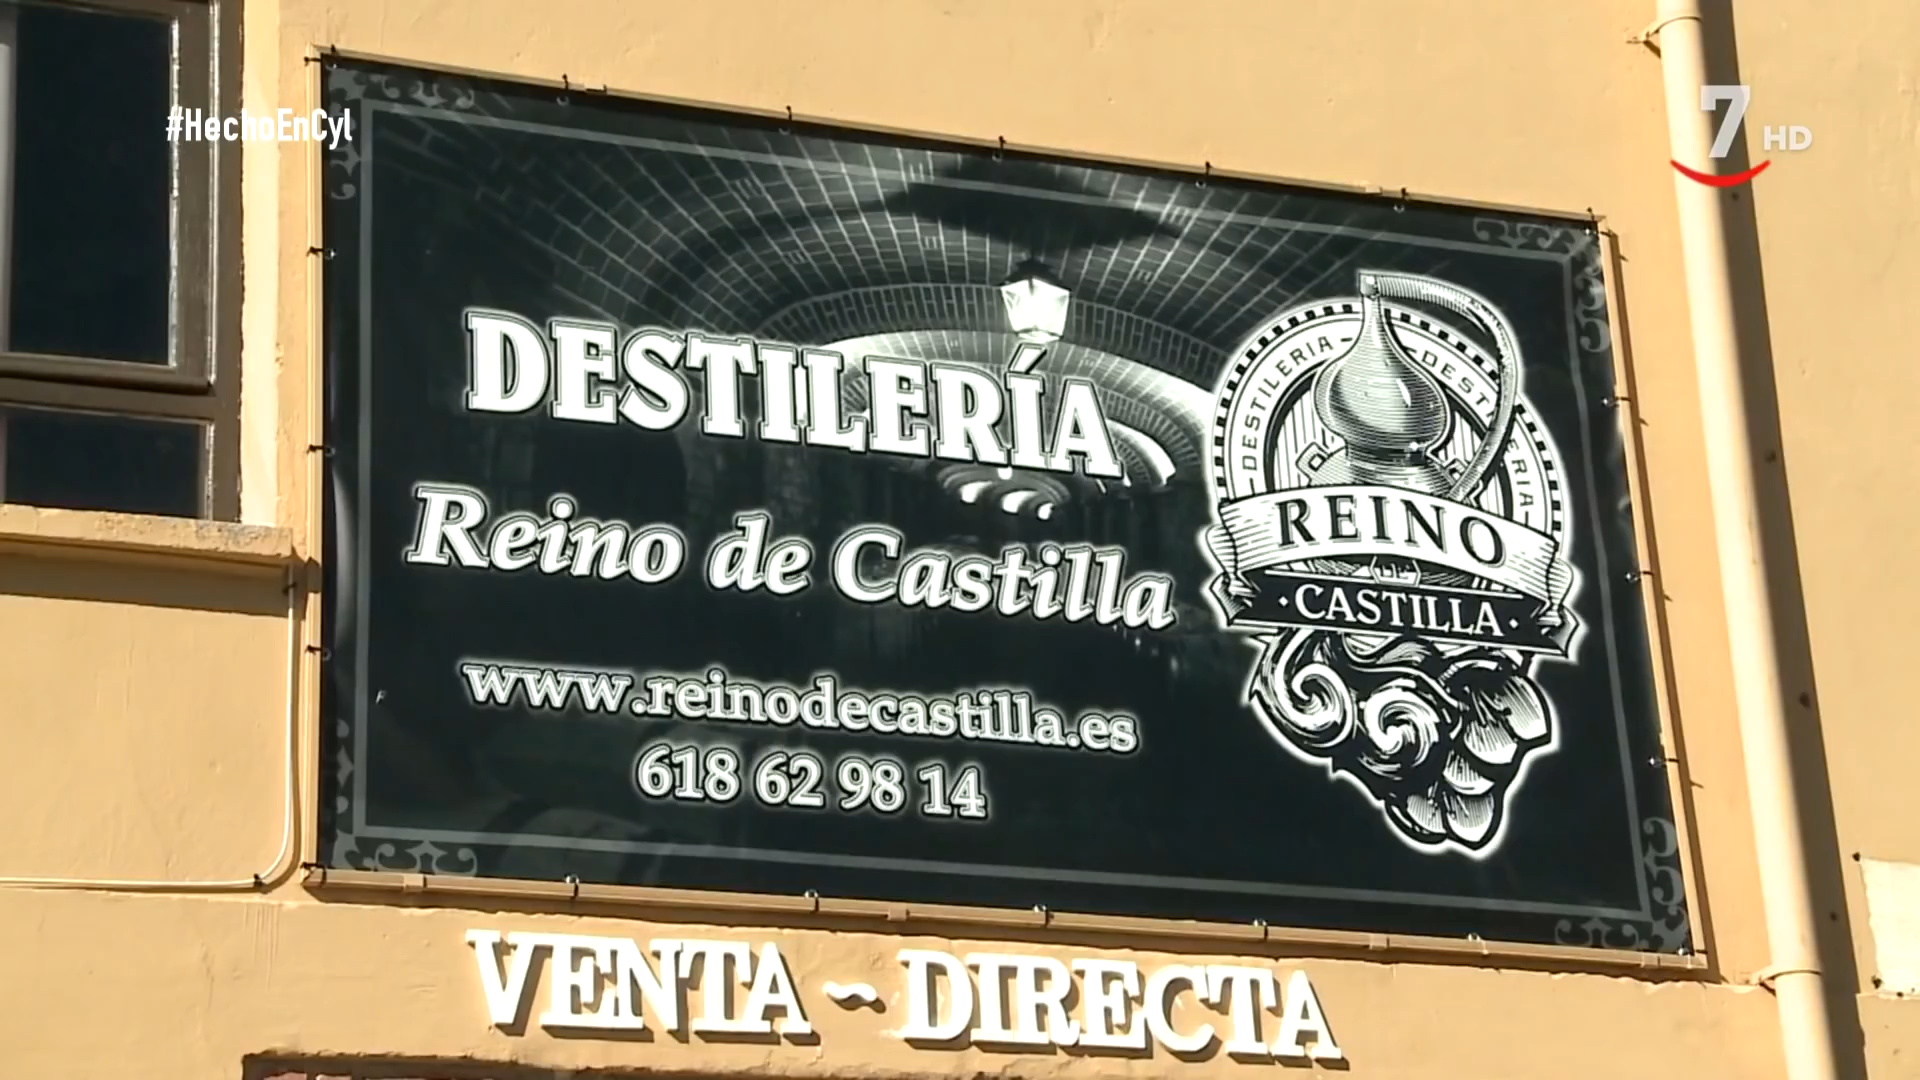 #HechoEnCyl
7 HD
DESTILERÍA
Reino de Castilla
www.reinodecastilla.es
618 62 98 14
DESTILERIA - DESTILERIA
REINO
DE
·CASTILLA·
VENTA ~ DIRECTA